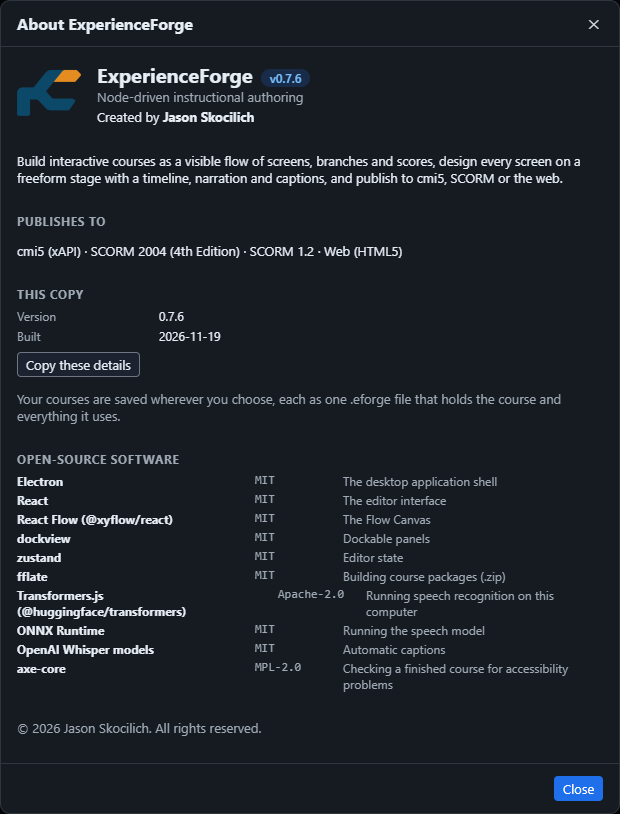 About ExperienceForge
ExperienceForge v0.7.6
Node-driven instructional authoring
Created by Jason Skocilich
Build interactive courses as a visible flow of screens, branches and scores, design every screen on a
freeform stage with a timeline, narration and captions, and publish to cmi5, SCORM or the web.
PUBLISHES TO
cmi5 (xAPI) · SCORM 2004 (4th Edition) · SCORM 1.2 · Web (HTML5)
THIS COPY
Version 0.7.6
Built 2026-11-19
Copy these details
Your courses are saved wherever you choose, each as one .eforge file that holds the course and
everything it uses.
OPEN-SOURCE SOFTWARE
Electron MIT The desktop application shell
React MIT The editor interface
React Flow (@xyflow/react) MIT The Flow Canvas
dockview MIT Dockable panels
zustand MIT Editor state
fflate MIT Building course packages (.zip)
Transformers.js Apache-2.0 Running speech recognition on this
(@huggingface/transformers) computer
ONNX Runtime MIT Running the speech model
OpenAI Whisper models MIT Automatic captions
axe-core MPL-2.0 Checking a finished course for accessibility
problems
© 2026 Jason Skocilich. All rights reserved.
Close